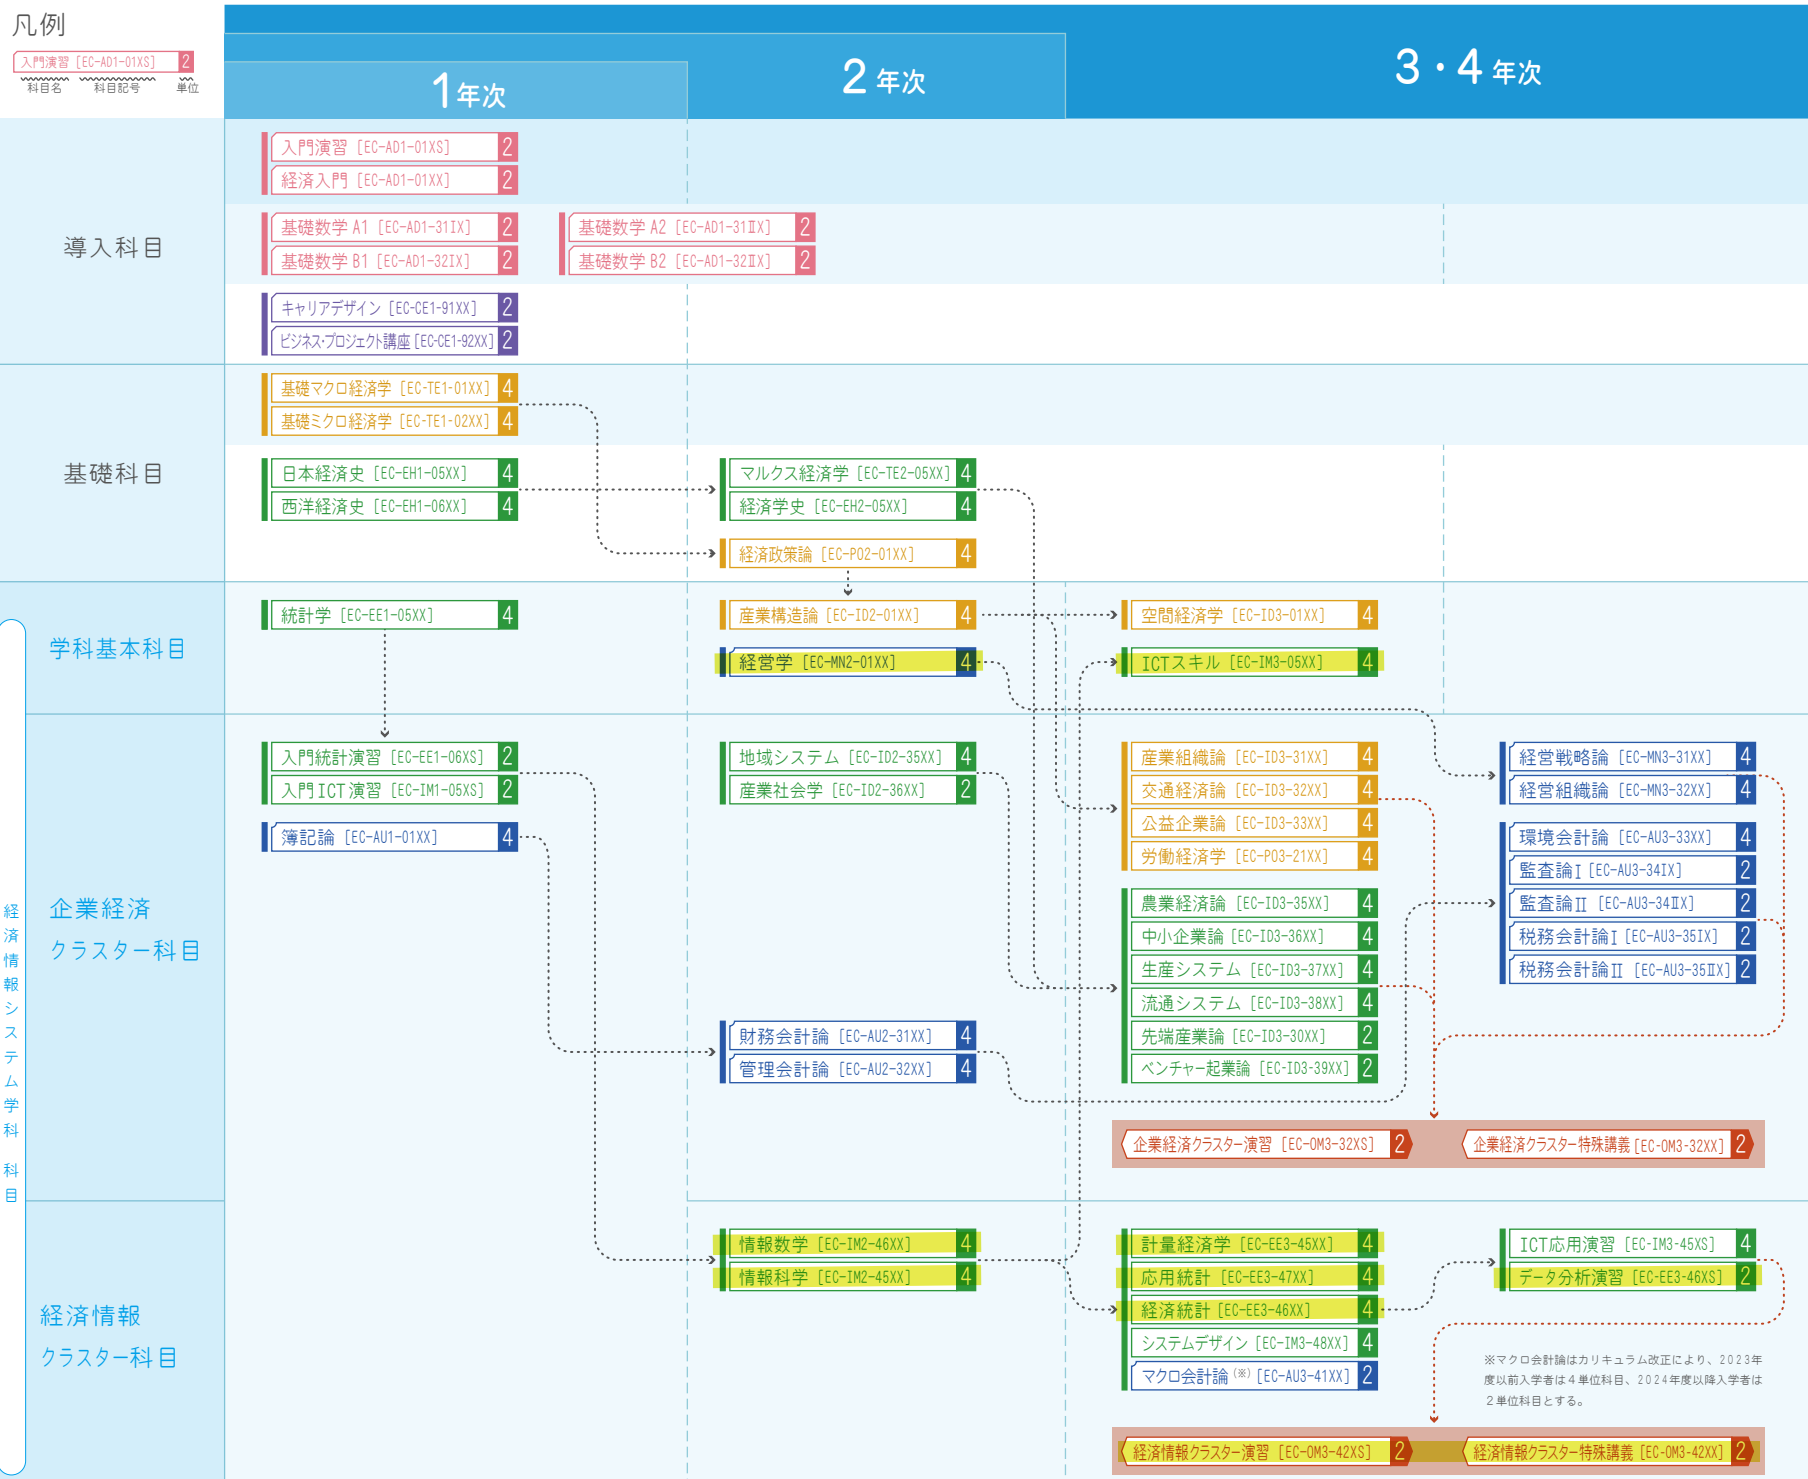 凡例
入門演習 [EC-AD1-01XS] 2
科目名 科目記号 単位
1年次
2年次
3・4年次
導入科目
入門演習 [EC-AD1-01XS] 2
経済入門 [EC-AD1-01XX] 2
基礎数学 A1 [EC-AD1-31IX] 2
基礎数学 A2 [EC-AD1-31ⅡX] 2
基礎数学 B1 [EC-AD1-32IX] 2
基礎数学 B2 [EC-AD1-32ⅡX] 2
キャリアデザイン [EC-CE1-91XX] 2
ビジネス・プロジェクト講座 [EC-CE1-92XX] 2
基礎科目
基礎マクロ経済学 [EC-TE1-01XX] 4
基礎ミクロ経済学 [EC-TE1-02XX] 4
日本経済史 [EC-EH1-05XX] 4
西洋経済史 [EC-EH1-06XX] 4
マルクス経済学 [EC-TE2-05XX] 4
経済学史 [EC-EH2-05XX] 4
経済政策論 [EC-PO2-01XX] 4
経済情報システム学科 科目
学科基本科目
統計学 [EC-EE1-05XX] 4
産業構造論 [EC-ID2-01XX] 4
経営学 [EC-MN2-01XX] 4
空間経済学 [EC-ID3-01XX] 4
ICTスキル [EC-IM3-05XX] 4
企業経済
クラスター科目
入門統計演習 [EC-EE1-06XS] 2
入門ICT演習 [EC-IM1-05XS] 2
簿記論 [EC-AU1-01XX] 4
地域システム [EC-ID2-35XX] 4
産業社会学 [EC-ID2-36XX] 2
財務会計論 [EC-AU2-31XX] 4
管理会計論 [EC-AU2-32XX] 4
産業組織論 [EC-ID3-31XX] 4
交通経済論 [EC-ID3-32XX] 4
公益企業論 [EC-ID3-33XX] 4
労働経済学 [EC-PO3-21XX] 4
農業経済論 [EC-ID3-35XX] 4
中小企業論 [EC-ID3-36XX] 4
生産システム [EC-ID3-37XX] 4
流通システム [EC-ID3-38XX] 4
先端産業論 [EC-ID3-30XX] 2
ベンチャー起業論 [EC-ID3-39XX] 2
経営戦略論 [EC-MN3-31XX] 4
経営組織論 [EC-MN3-32XX] 4
環境会計論 [EC-AU3-33XX] 4
監査論Ⅰ [EC-AU3-34IX] 2
監査論Ⅱ [EC-AU3-34ⅡX] 2
税務会計論Ⅰ [EC-AU3-35IX] 2
税務会計論Ⅱ [EC-AU3-35ⅡX] 2
企業経済クラスター演習 [EC-OM3-32XS] 2
企業経済クラスター特殊講義 [EC-OM3-32XX] 2
経済情報
クラスター科目
情報数学 [EC-IM2-46XX] 4
情報科学 [EC-IM2-45XX] 4
計量経済学 [EC-EE3-45XX] 4
応用統計 [EC-EE3-47XX] 4
経済統計 [EC-EE3-46XX] 4
システムデザイン [EC-IM3-48XX] 4
マクロ会計論(※) [EC-AU3-41XX] 2
ICT応用演習 [EC-IM3-45XS] 4
データ分析演習 [EC-EE3-46XS] 2
※マクロ会計論はカリキュラム改正により、2023年
度以前入学者は4単位科目、2024年度以降入学者は
2単位科目とする。
経済情報クラスター演習 [EC-OM3-42XS] 2
経済情報クラスター特殊講義 [EC-OM3-42XX] 2